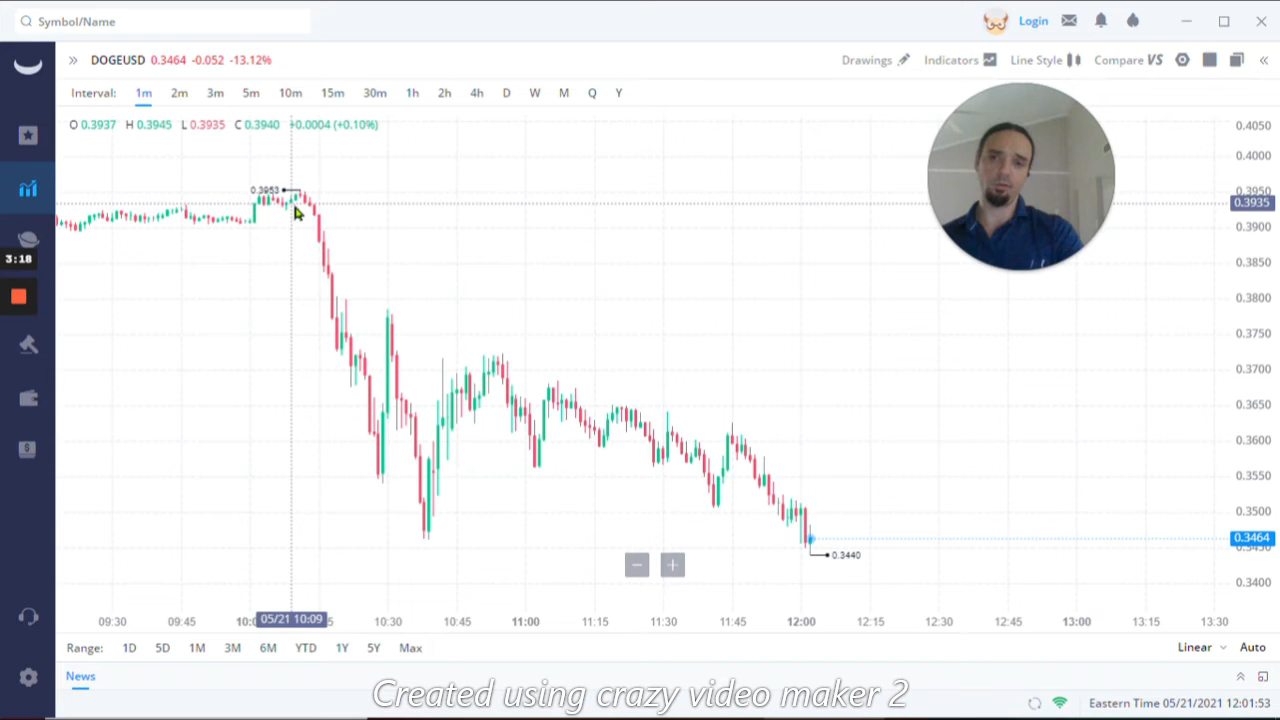 Symbol/Name
Login
DOGEUSD 0.3464 -0.052 -13.12%
Drawings Indicators Line Style Compare VS
Interval: 1m 2m 3m 5m 10m 15m 30m 1h 2h 4h D W M Q Y
O 0.3937 H 0.3945 L 0.3935 C 0.3940 +0.0004 (+0.10%)
0.4050
0.4000
0.3953
0.3950
0.3935
0.3900
3:18
0.3850
0.3800
0.3750
0.3700
0.3650
0.3600
0.3550
0.3500
0.3464
0.3440
0.3400
09:30 09:45 05/21 10:09 10:30 10:45 11:00 11:15 11:30 11:45 12:00 12:15 12:30 12:45 13:00 13:15 13:30
Range: 1D 5D 1M 3M 6M YTD 1Y 5Y Max Linear Auto
News
Created using crazy video maker 2
Eastern Time 05/21/2021 12:01:53